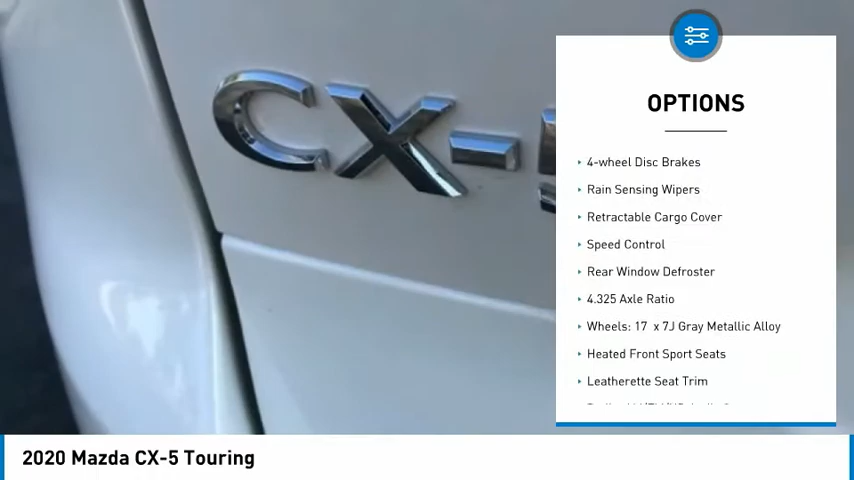 CX-
OPTIONS
4-wheel Disc Brakes
Rain Sensing Wipers
Retractable Cargo Cover
Speed Control
Rear Window Defroster
4.325 Axle Ratio
Wheels: 17 x 7J Gray Metallic Alloy
Heated Front Sport Seats
Leatherette Seat Trim
2020 Mazda CX-5 Touring